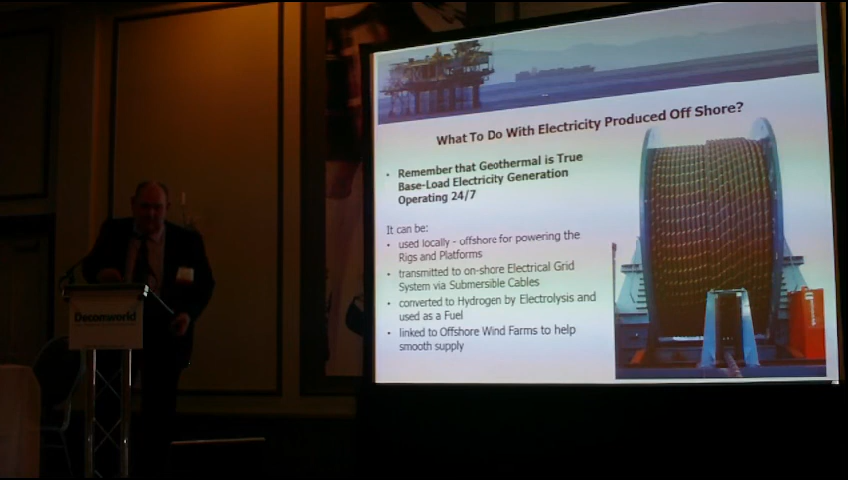 What To Do With Electricity Produced Off Shore?
• Remember that Geothermal is True
Base-Load Electricity Generation
Operating 24/7
It can be:
• used locally - offshore for powering the
Rigs and Platforms
• transmitted to on-shore Electrical Grid
System via Submersible Cables
• converted to Hydrogen by Electrolysis and
used as a Fuel
• linked to Offshore Wind Farms to help
smooth supply
Decomworld